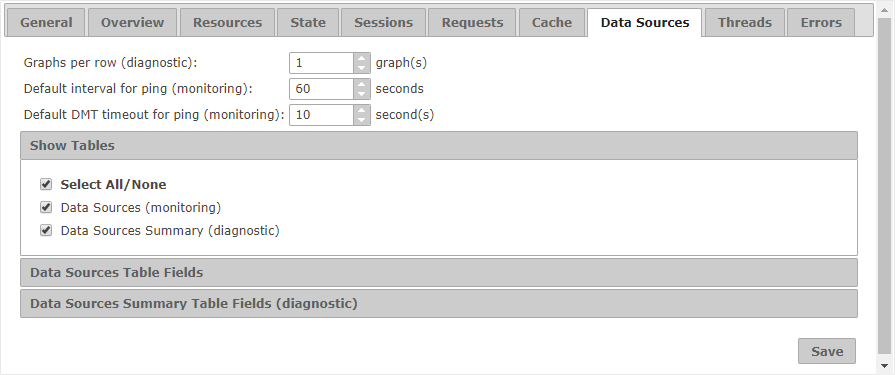 General Overview Resources State Sessions Requests Cache Data Sources Threads Errors
Graphs per row (diagnostic): 1 graph(s)
Default interval for ping (monitoring): 60 seconds
Default DMT timeout for ping (monitoring): 10 second(s)
Show Tables
Select All/None
Data Sources (monitoring)
Data Sources Summary (diagnostic)
Data Sources Table Fields
Data Sources Summary Table Fields (diagnostic)
Save